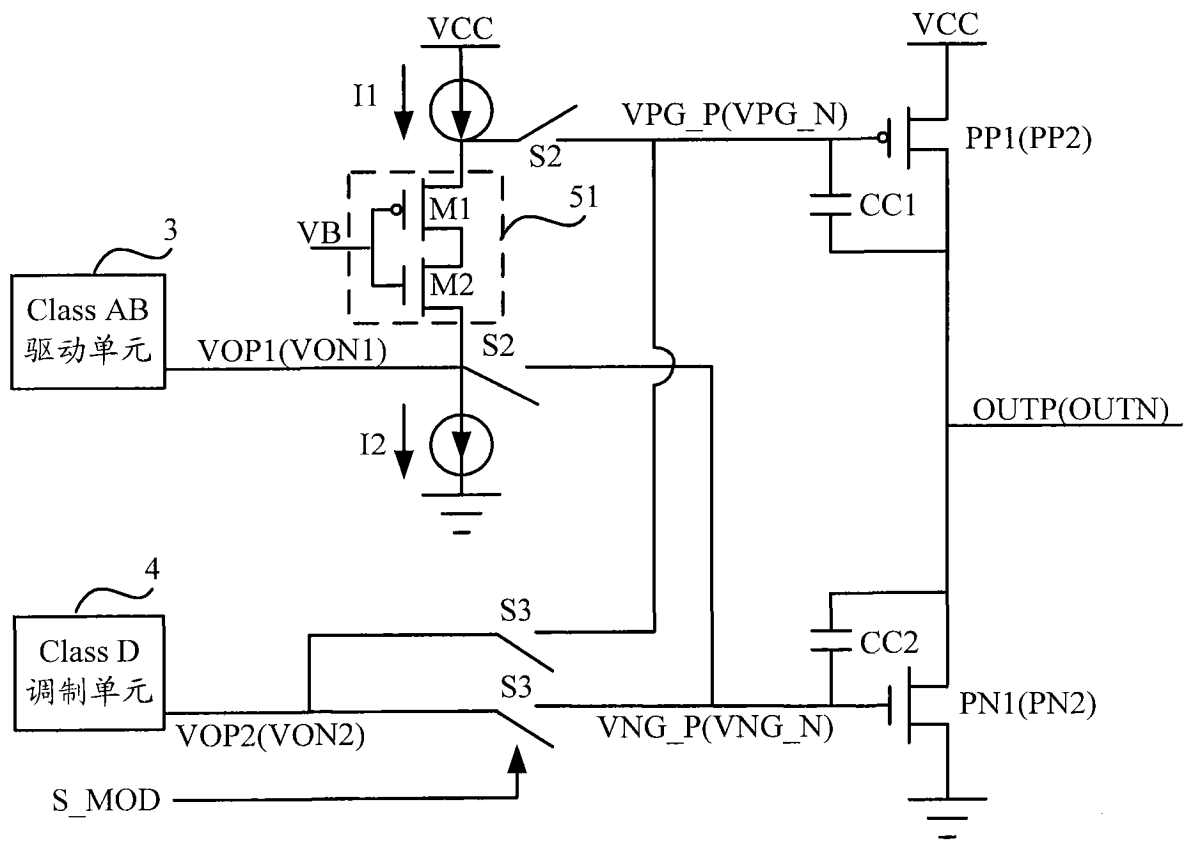 VCC
VCC
I1
VPG_P(VPG_N)
S2
PP1(PP2)
CC1
M1
51
VB
M2
3
Class AB
驱动单元
VOP1(VON1)
S2
OUTP(OUTN)
I2
4
Class D
调制单元
S3
CC2
S3
VOP2(VON2)
VNG_P(VNG_N)
PN1(PN2)
S_MOD